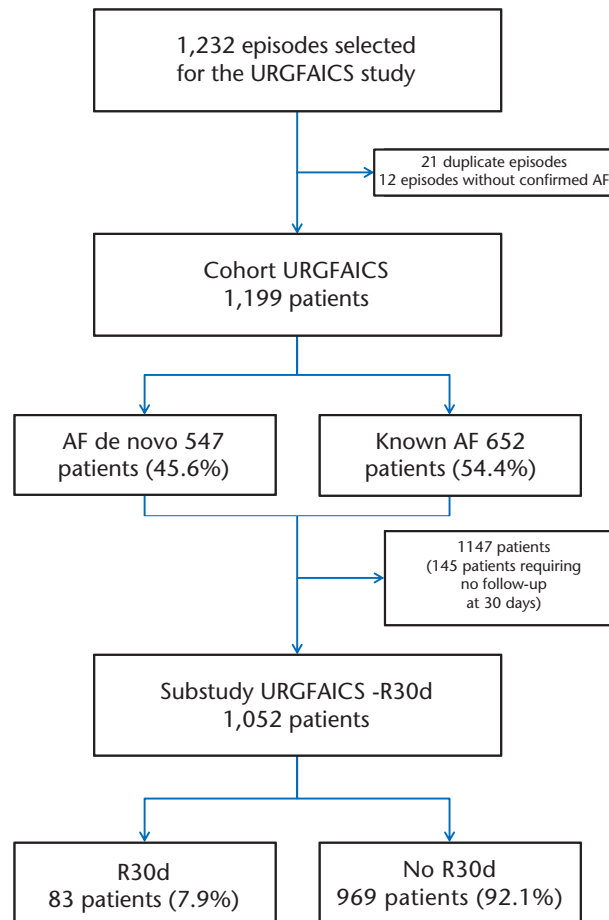 1,232 episodes selected
for the URGFAICS study
21 duplicate episodes
12 episodes without confirmed AF
Cohort URGFAICS
1,199 patients
AF de novo 547
patients (45.6%)
Known AF 652
patients (54.4%)
1147 patients
(145 patients requiring
no follow-up
at 30 days)
Substudy URGFAICS -R30d
1,052 patients
R30d
83 patients (7.9%)
No R30d
969 patients (92.1%)